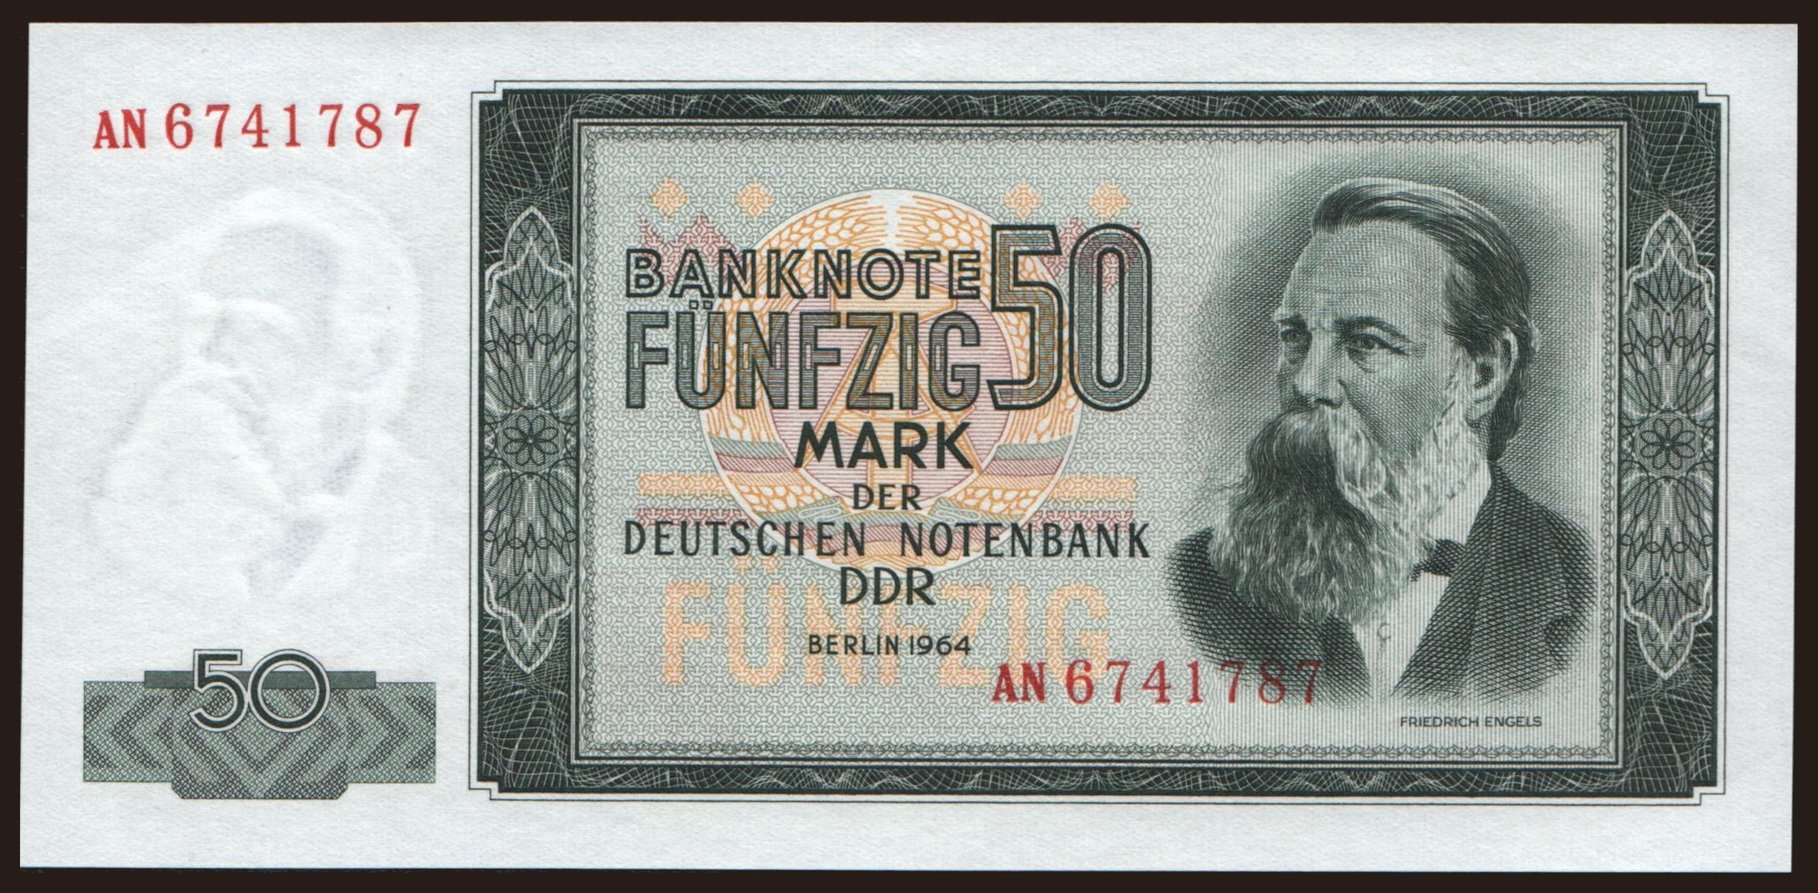 AN 6741787
BANKNOTE 50
FÜNFZIG
MARK
DER
DEUTSCHEN NOTENBANK
DDR
FÜNFZIG
BERLIN 1964
AN 6741787
FRIEDRICH ENGELS
50